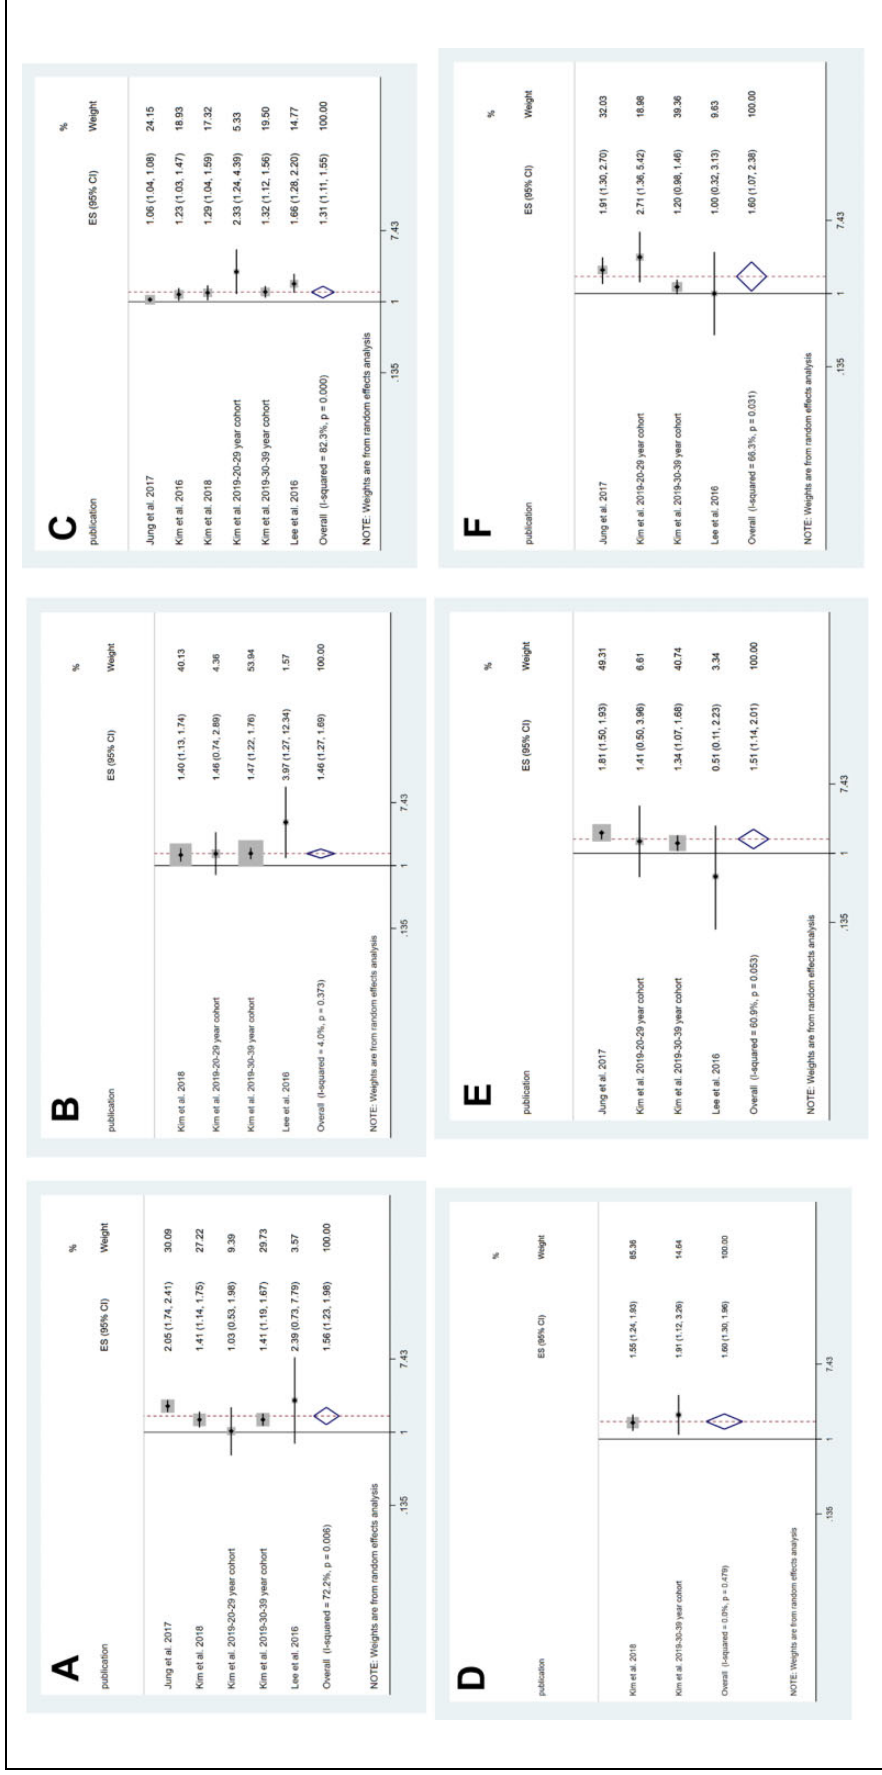 A
publication ES (95% CI) % Weight
Jung et al. 2017 2.05 (1.74, 2.41) 30.09
Kim et al. 2018 1.41 (1.14, 1.75) 27.22
Kim et al. 2019-20-29 year cohort 1.03 (0.53, 1.98) 9.39
Kim et al. 2019-30-39 year cohort 1.41 (1.19, 1.67) 29.73
Lee et al. 2016 2.39 (0.73, 7.79) 3.57
Overall (I-squared = 72.2%, p = 0.006) 1.56 (1.23, 1.98) 100.00
NOTE: Weights are from random effects analysis
.135 1 7.43
B
publication ES (95% CI) % Weight
Kim et al. 2018 1.40 (1.13, 1.74) 40.13
Kim et al. 2019-20-29 year cohort 1.46 (0.74, 2.89) 4.36
Kim et al. 2019-30-39 year cohort 1.47 (1.22, 1.76) 53.94
Lee et al. 2016 3.97 (1.27, 12.34) 1.57
Overall (I-squared = 4.0%, p = 0.373) 1.46 (1.27, 1.69) 100.00
NOTE: Weights are from random effects analysis
.135 1 7.43
C
publication ES (95% CI) % Weight
Jung et al. 2017 1.06 (1.04, 1.08) 24.15
Kim et al. 2016 1.23 (1.03, 1.47) 18.93
Kim et al. 2018 1.29 (1.04, 1.59) 17.32
Kim et al. 2019-20-29 year cohort 2.33 (1.24, 4.39) 5.33
Kim et al. 2019-30-39 year cohort 1.32 (1.12, 1.56) 19.50
Lee et al. 2016 1.66 (1.28, 2.20) 14.77
Overall (I-squared = 82.3%, p = 0.000) 1.31 (1.11, 1.55) 100.00
NOTE: Weights are from random effects analysis
.135 1 7.43
D
publication ES (95% CI) % Weight
Kim et al. 2018 1.55 (1.24, 1.93) 85.36
Kim et al. 2019-30-39 year cohort 1.91 (1.12, 3.26) 14.64
Overall (I-squared = 0.0%, p = 0.479) 1.60 (1.30, 1.96) 100.00
NOTE: Weights are from random effects analysis
.135 1 7.43
E
publication ES (95% CI) % Weight
Jung et al. 2017 1.81 (1.50, 1.93) 49.31
Kim et al. 2019-20-29 year cohort 1.41 (0.50, 3.96) 6.61
Kim et al. 2019-30-39 year cohort 1.34 (1.07, 1.68) 40.74
Lee et al. 2016 0.51 (0.11, 2.23) 3.34
Overall (I-squared = 60.9%, p = 0.053) 1.51 (1.14, 2.01) 100.00
NOTE: Weights are from random effects analysis
.135 1 7.43
F
publication ES (95% CI) % Weight
Jung et al. 2017 1.91 (1.30, 2.70) 32.03
Kim et al. 2019-20-29 year cohort 2.71 (1.36, 5.42) 18.98
Kim et al. 2019-30-39 year cohort 1.20 (0.98, 1.46) 39.36
Lee et al. 2016 1.00 (0.32, 3.13) 9.63
Overall (I-squared = 66.3%, p = 0.031) 1.60 (1.07, 2.38) 100.00
NOTE: Weights are from random effects analysis
.135 1 7.43